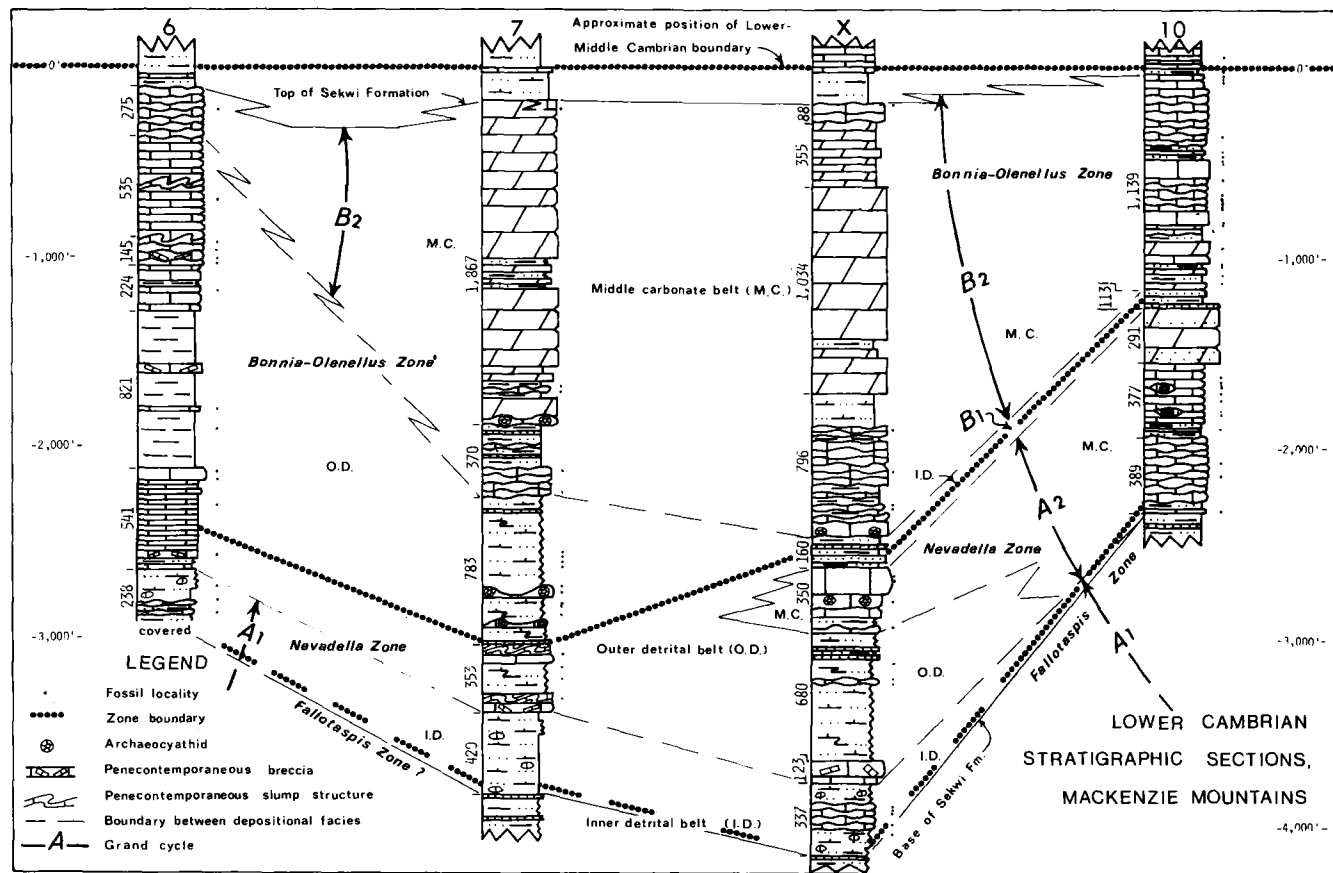 6
7
X
10
Approximate position of Lower-
Middle Cambrian boundary
0'
0'
Top of Sekwi Formation
275
535
145
224
821
541
238
covered
-1,000'-
-2,000'-
-3,000'-
B2
M.C.
Bonnia-Olenellus Zone
O.D.
Nevadella Zone
A1
Fallotaspis Zone ?
I.D.
1,867
370
783
353
429
Middle carbonate belt (M.C.)
M.C.
Outer detrital belt (O.D.)
Inner detrital belt (I.D.)
88
355
1,034
796
160
350
680
123
337
Bonnia-Olenellus Zone
B2
M.C.
B1
I.D.
A2
M.C.
Nevadella Zone
O.D.
I.D.
Fallotaspis Zone
A1
Base of Sekwi Fm.
1,139
113
291
377
389
-1,000'-
-2,000'-
-3,000'-
-4,000'-
LEGEND
Fossil locality
Zone boundary
Archaeocyathid
Penecontemporaneous breccia
Penecontemporaneous slump structure
Boundary between depositional facies
A Grand cycle
LOWER CAMBRIAN
STRATIGRAPHIC SECTIONS,
MACKENZIE MOUNTAINS